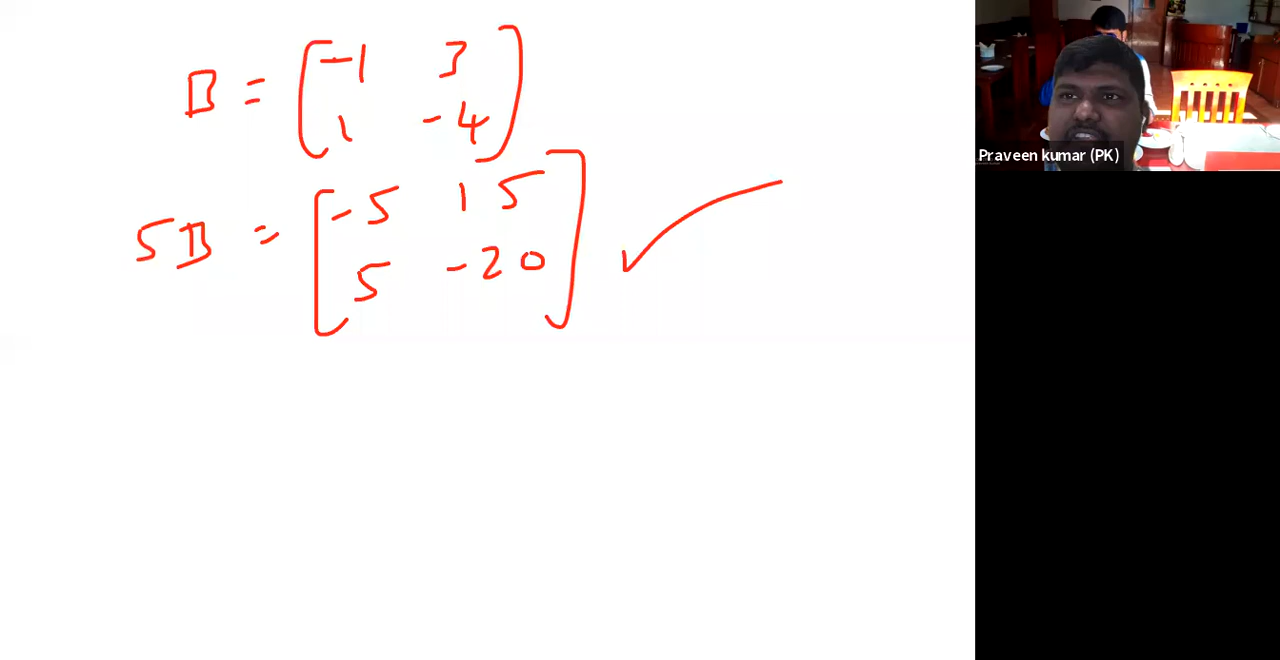 B = [-1 3
1 -4]
5B = [-5 15
5 -20] ✓
Praveen kumar (PK)